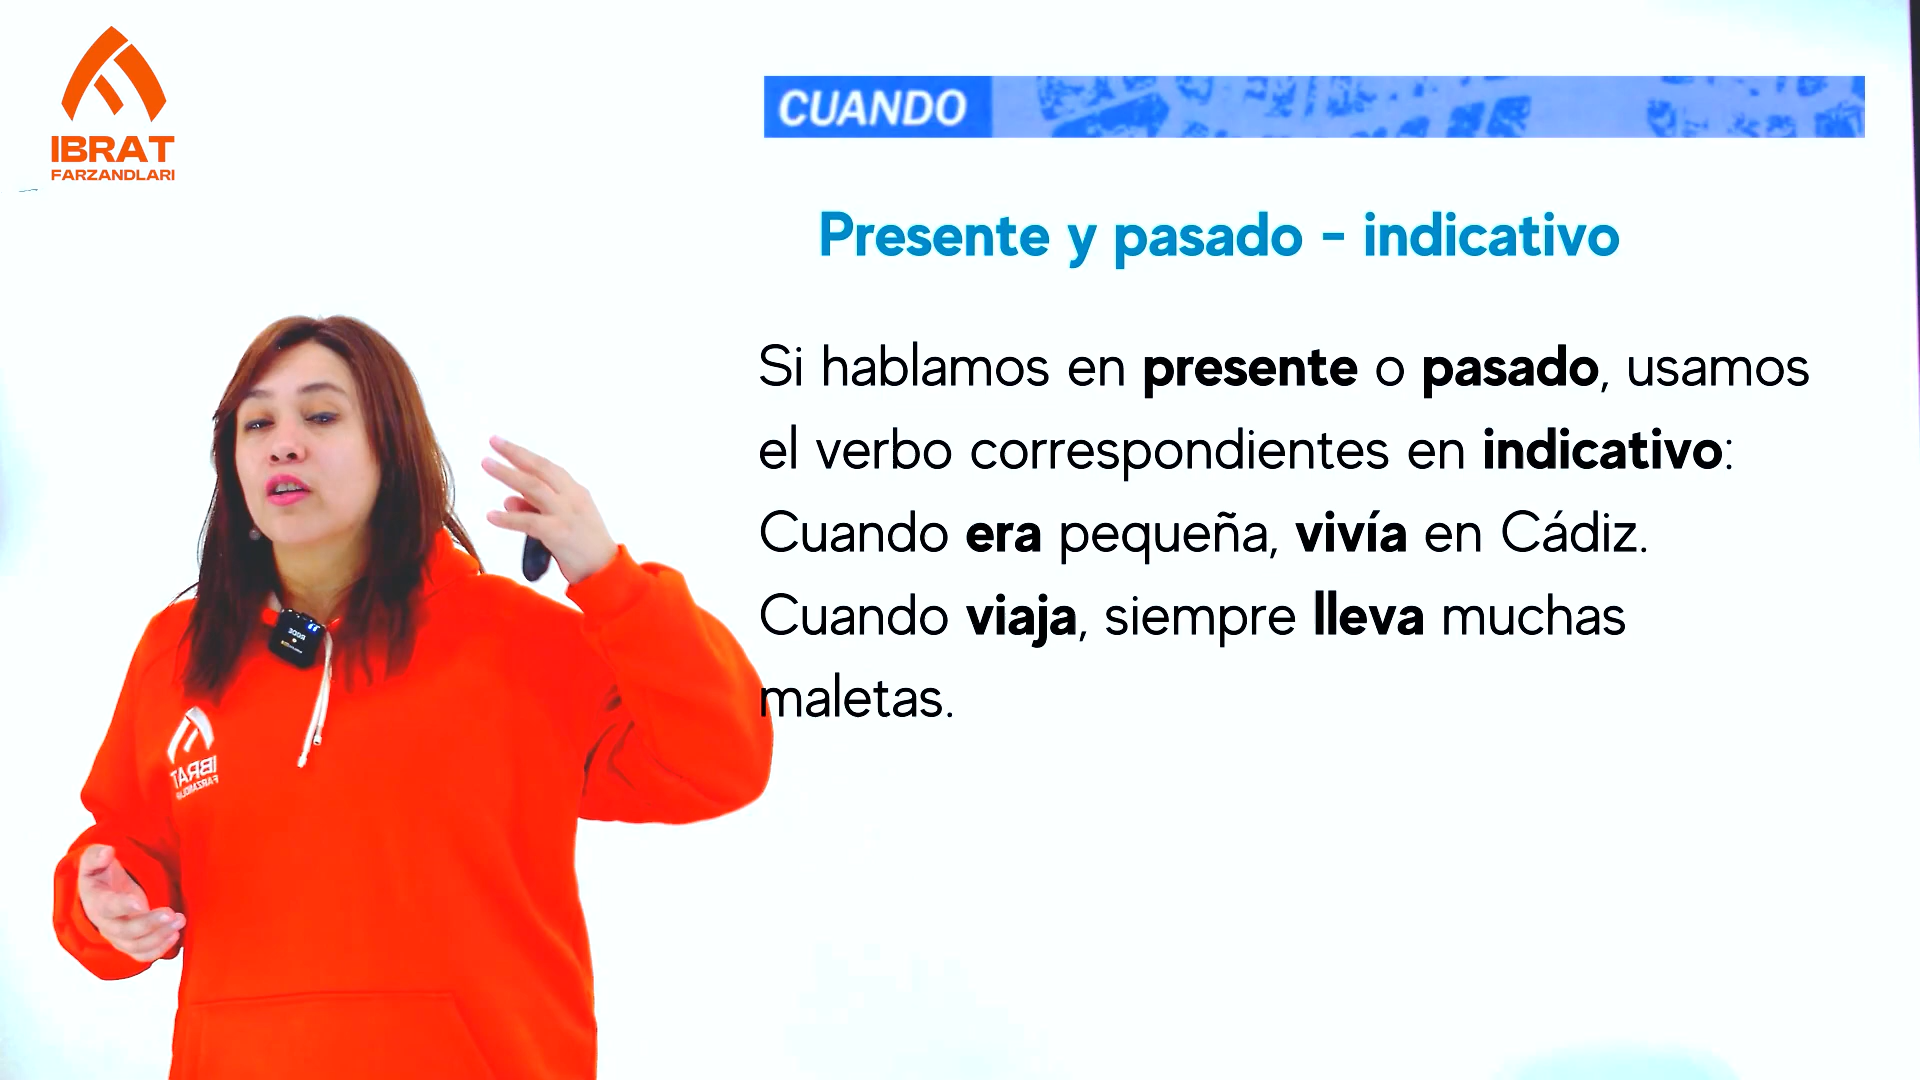 IBRAT
FARZANDLARI
CUANDO
Presente y pasado - indicativo
Si hablamos en presente o pasado, usamos
el verbo correspondientes en indicativo:
Cuando era pequeña, vivía en Cádiz.
Cuando viaja, siempre lleva muchas
maletas.
IBRAT